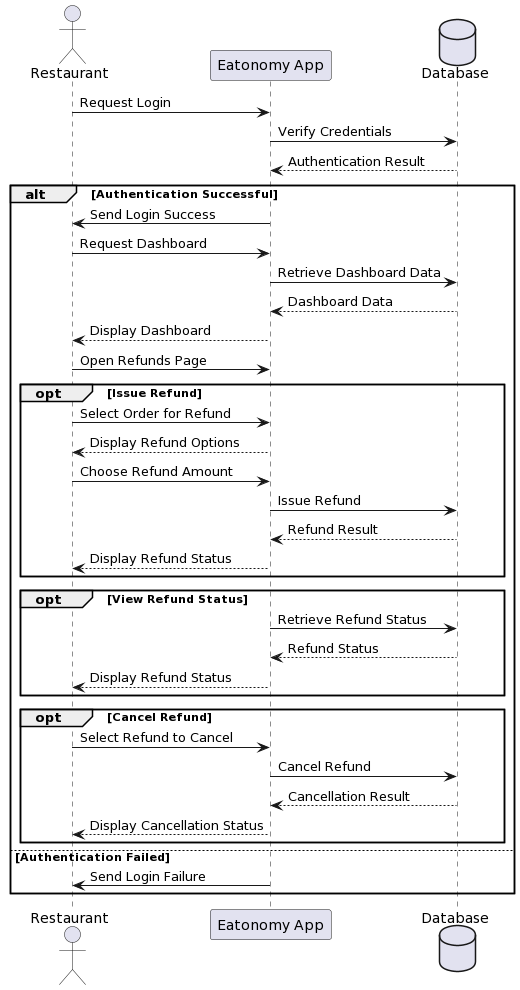 Restaurant
Eatonomy App
Database
Request Login
Verify Credentials
Authentication Result
alt [Authentication Successful]
Send Login Success
Request Dashboard
Retrieve Dashboard Data
Dashboard Data
Display Dashboard
Open Refunds Page
opt [Issue Refund]
Select Order for Refund
Display Refund Options
Choose Refund Amount
Issue Refund
Refund Result
Display Refund Status
opt [View Refund Status]
Retrieve Refund Status
Refund Status
Display Refund Status
opt [Cancel Refund]
Select Refund to Cancel
Cancel Refund
Cancellation Result
Display Cancellation Status
[Authentication Failed]
Send Login Failure
Restaurant
Eatonomy App
Database